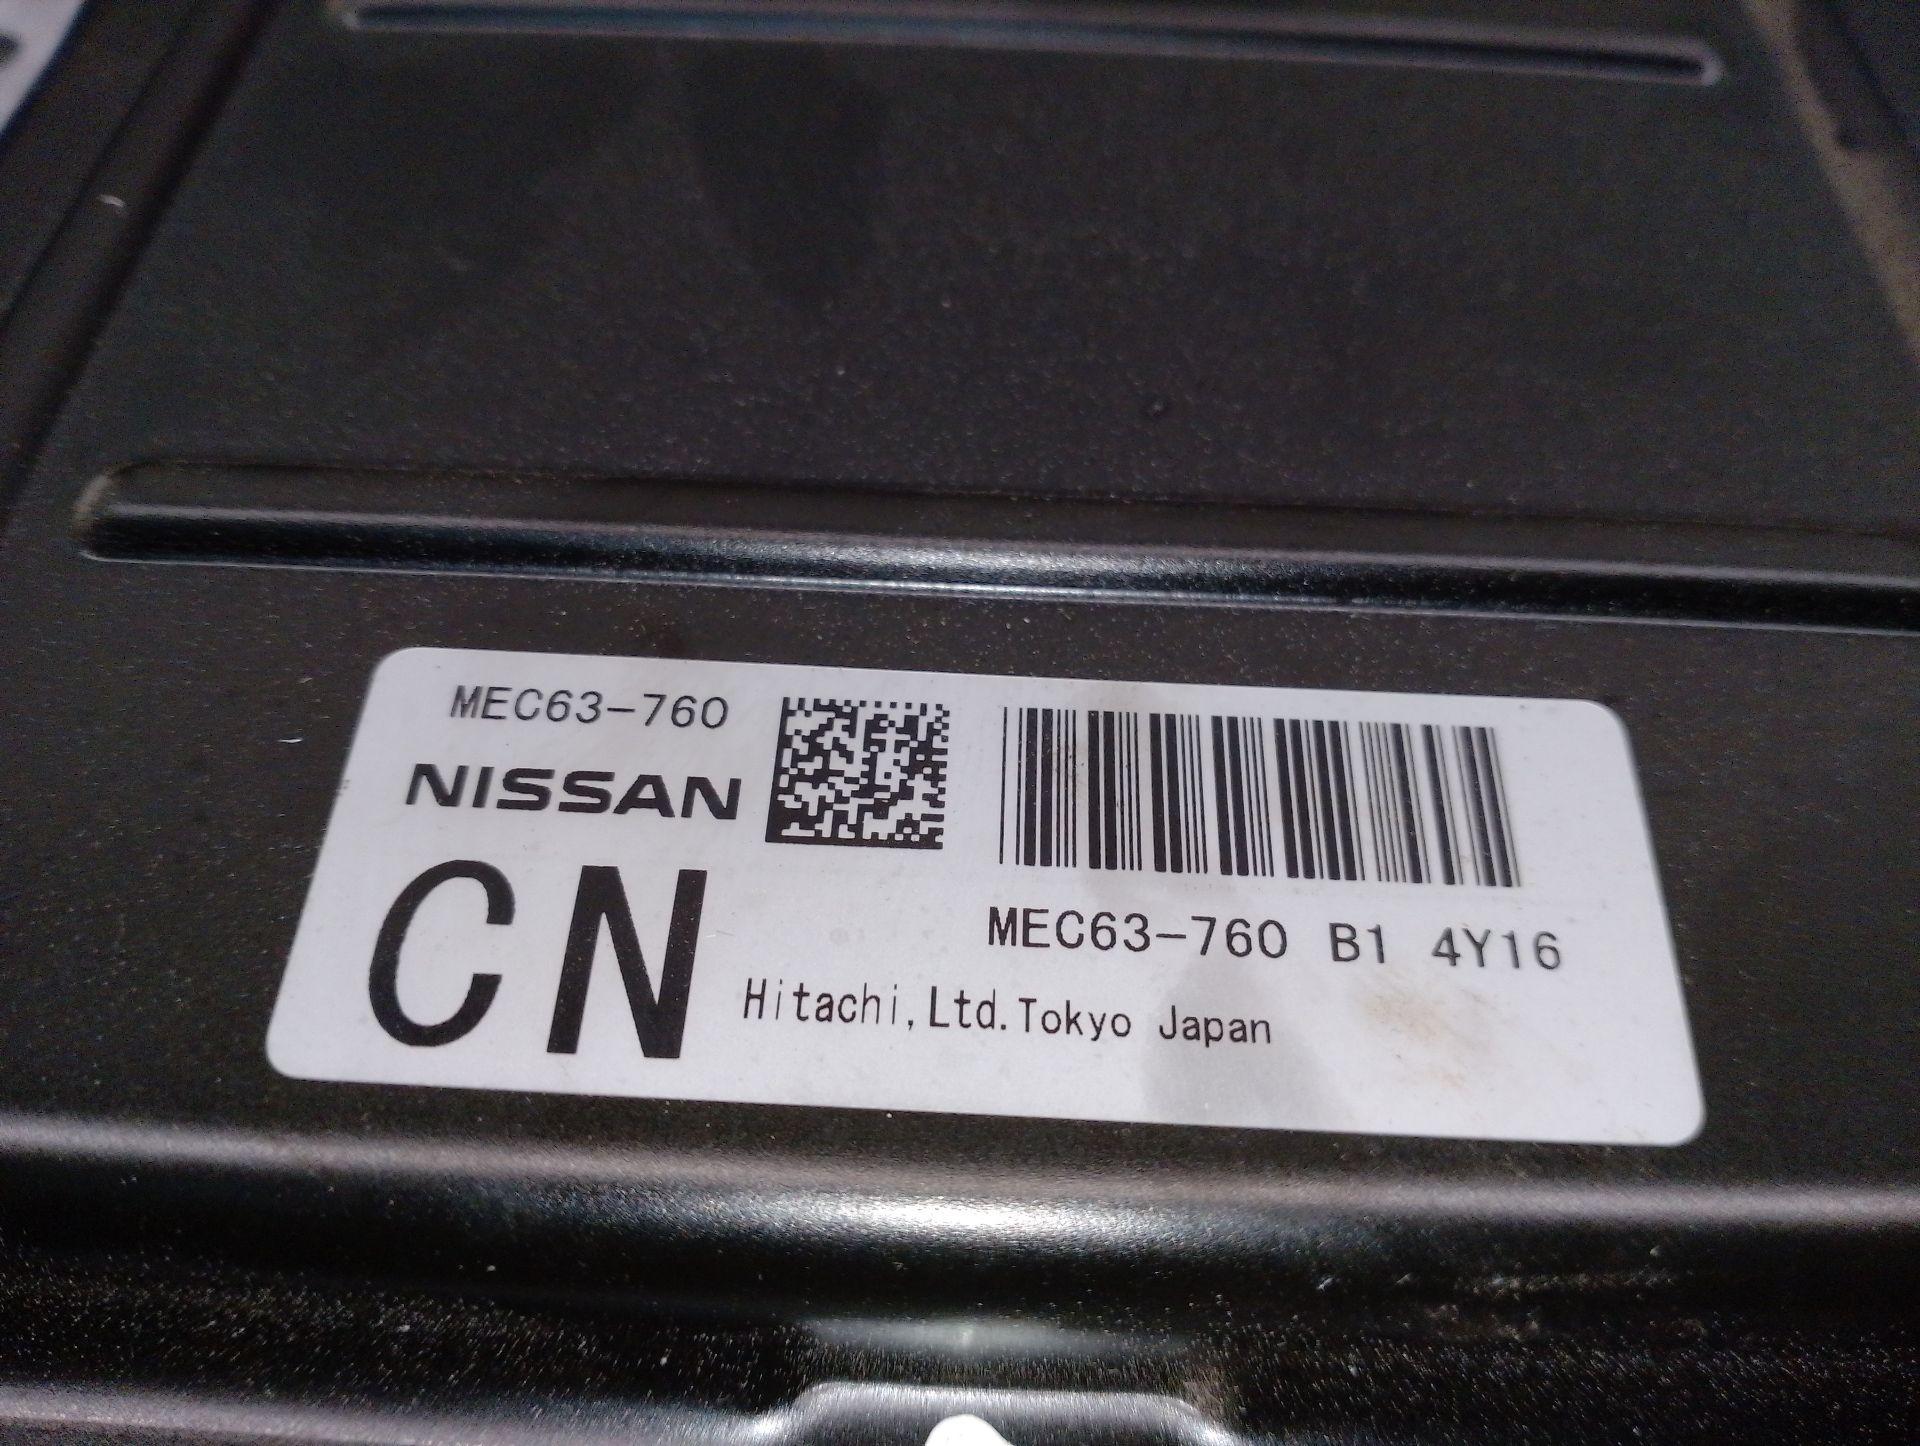 MEC63-760
NISSAN
CN
MEC63-760 B1 4Y16
Hitachi,Ltd.Tokyo Japan